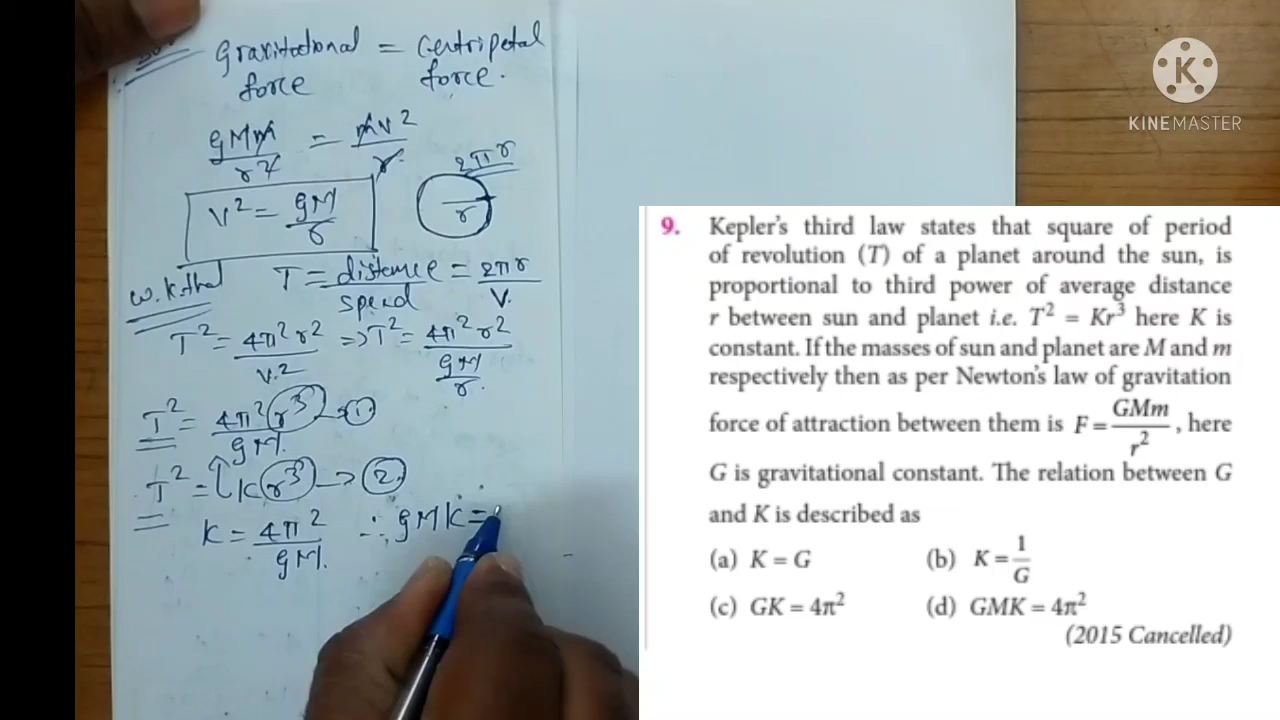 Gravitational = Centripetal
force force.
GMm/r² = mv²/r
2πr
V² = GM/r
r
W.K.that T = distance/speed = 2πr/V.
T² = 4π²r²/V.² => T² = 4π²r²/(GM/r.)
T² = 4π²r³/GM. → ①.
T² = K r³ → ②.
K = 4π²/GM. ∴ GMK =
K
KINEMASTER
9. Kepler's third law states that square of period
of revolution (T) of a planet around the sun, is
proportional to third power of average distance
r between sun and planet i.e. T² = Kr³ here K is
constant. If the masses of sun and planet are M and m
respectively then as per Newton's law of gravitation
force of attraction between them is F = GMm/r², here
G is gravitational constant. The relation between G
and K is described as
(a) K = G (b) K = 1/G
(c) GK = 4π² (d) GMK = 4π²
(2015 Cancelled)